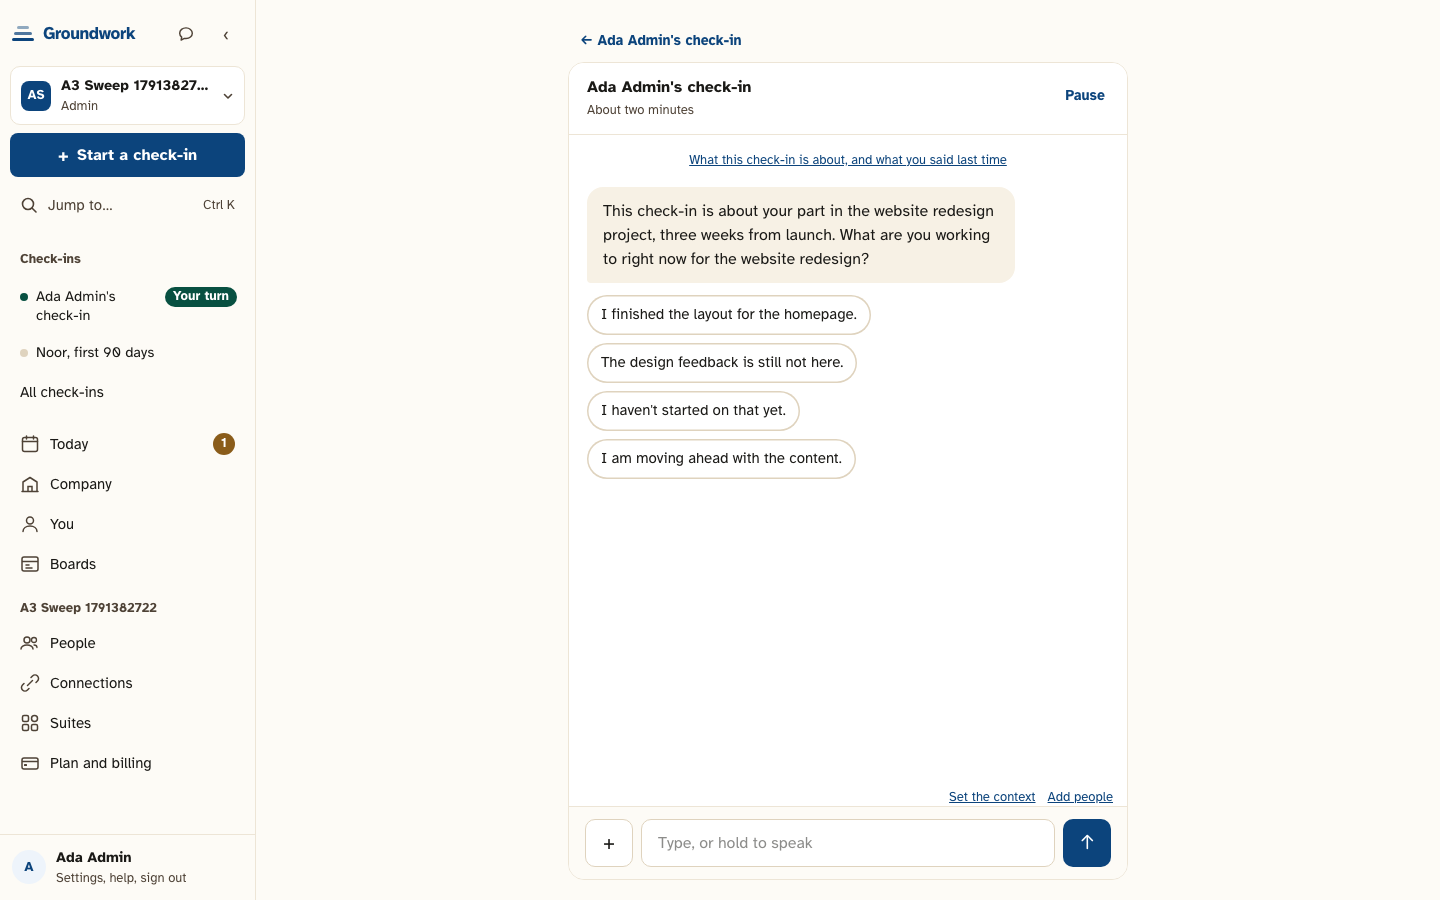 Groundwork
AS
A3 Sweep 17913827...
Admin
+ Start a check-in
Jump to...
Ctrl K
Check-ins
Ada Admin's check-in
Your turn
Noor, first 90 days
All check-ins
Today
1
Company
You
Boards
A3 Sweep 1791382722
People
Connections
Suites
Plan and billing
A
Ada Admin
Settings, help, sign out
← Ada Admin's check-in
Ada Admin's check-in
About two minutes
Pause
What this check-in is about, and what you said last time
This check-in is about your part in the website redesign
project, three weeks from launch. What are you working
to right now for the website redesign?
I finished the layout for the homepage.
The design feedback is still not here.
I haven't started on that yet.
I am moving ahead with the content.
Set the context
Add people
+
Type, or hold to speak